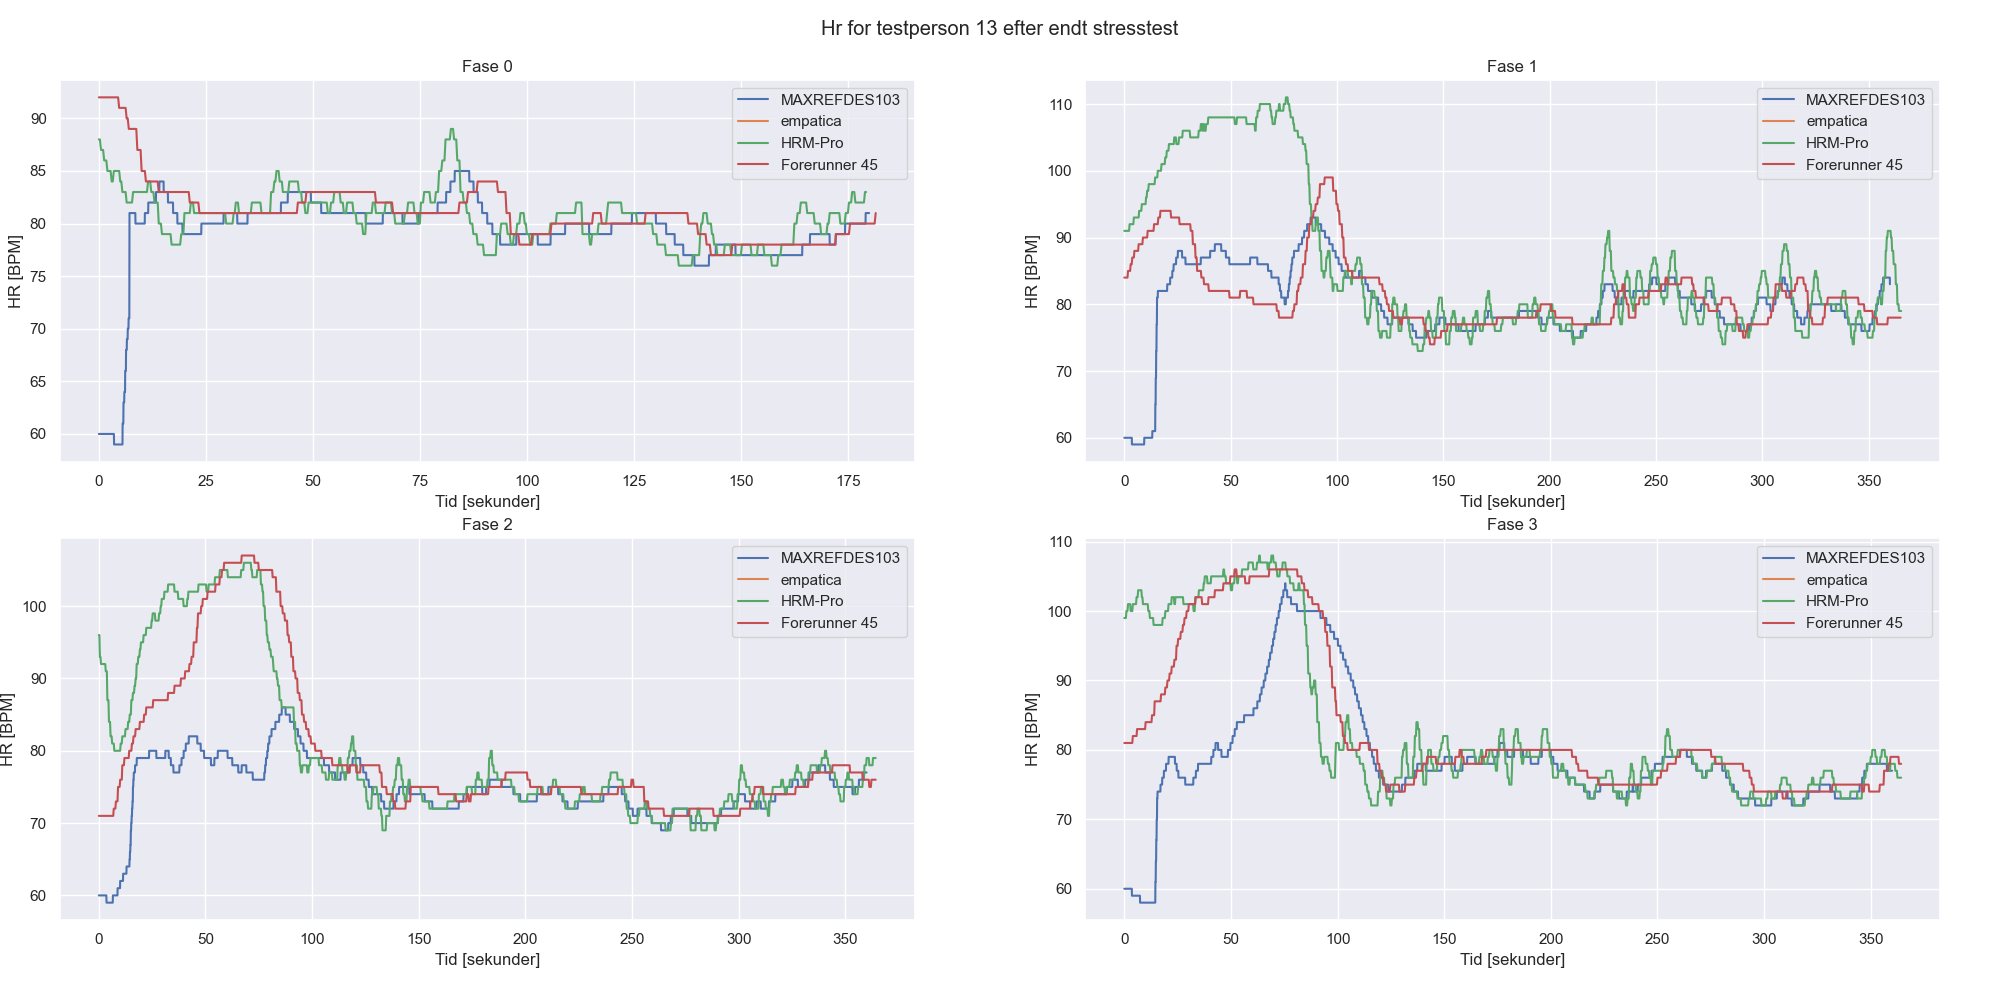 Hr for testperson 13 efter endt stresstest
Fase 0
HR [BPM]
90
85
80
75
70
65
60
0 25 50 75 100 125 150 175
Tid [sekunder]
MAXREFDES103
empatica
HRM-Pro
Forerunner 45
Fase 1
HR [BPM]
110
100
90
80
70
60
0 50 100 150 200 250 300 350
Tid [sekunder]
MAXREFDES103
empatica
HRM-Pro
Forerunner 45
Fase 2
HR [BPM]
100
90
80
70
60
0 50 100 150 200 250 300 350
Tid [sekunder]
MAXREFDES103
empatica
HRM-Pro
Forerunner 45
Fase 3
HR [BPM]
110
100
90
80
70
60
0 50 100 150 200 250 300 350
Tid [sekunder]
MAXREFDES103
empatica
HRM-Pro
Forerunner 45